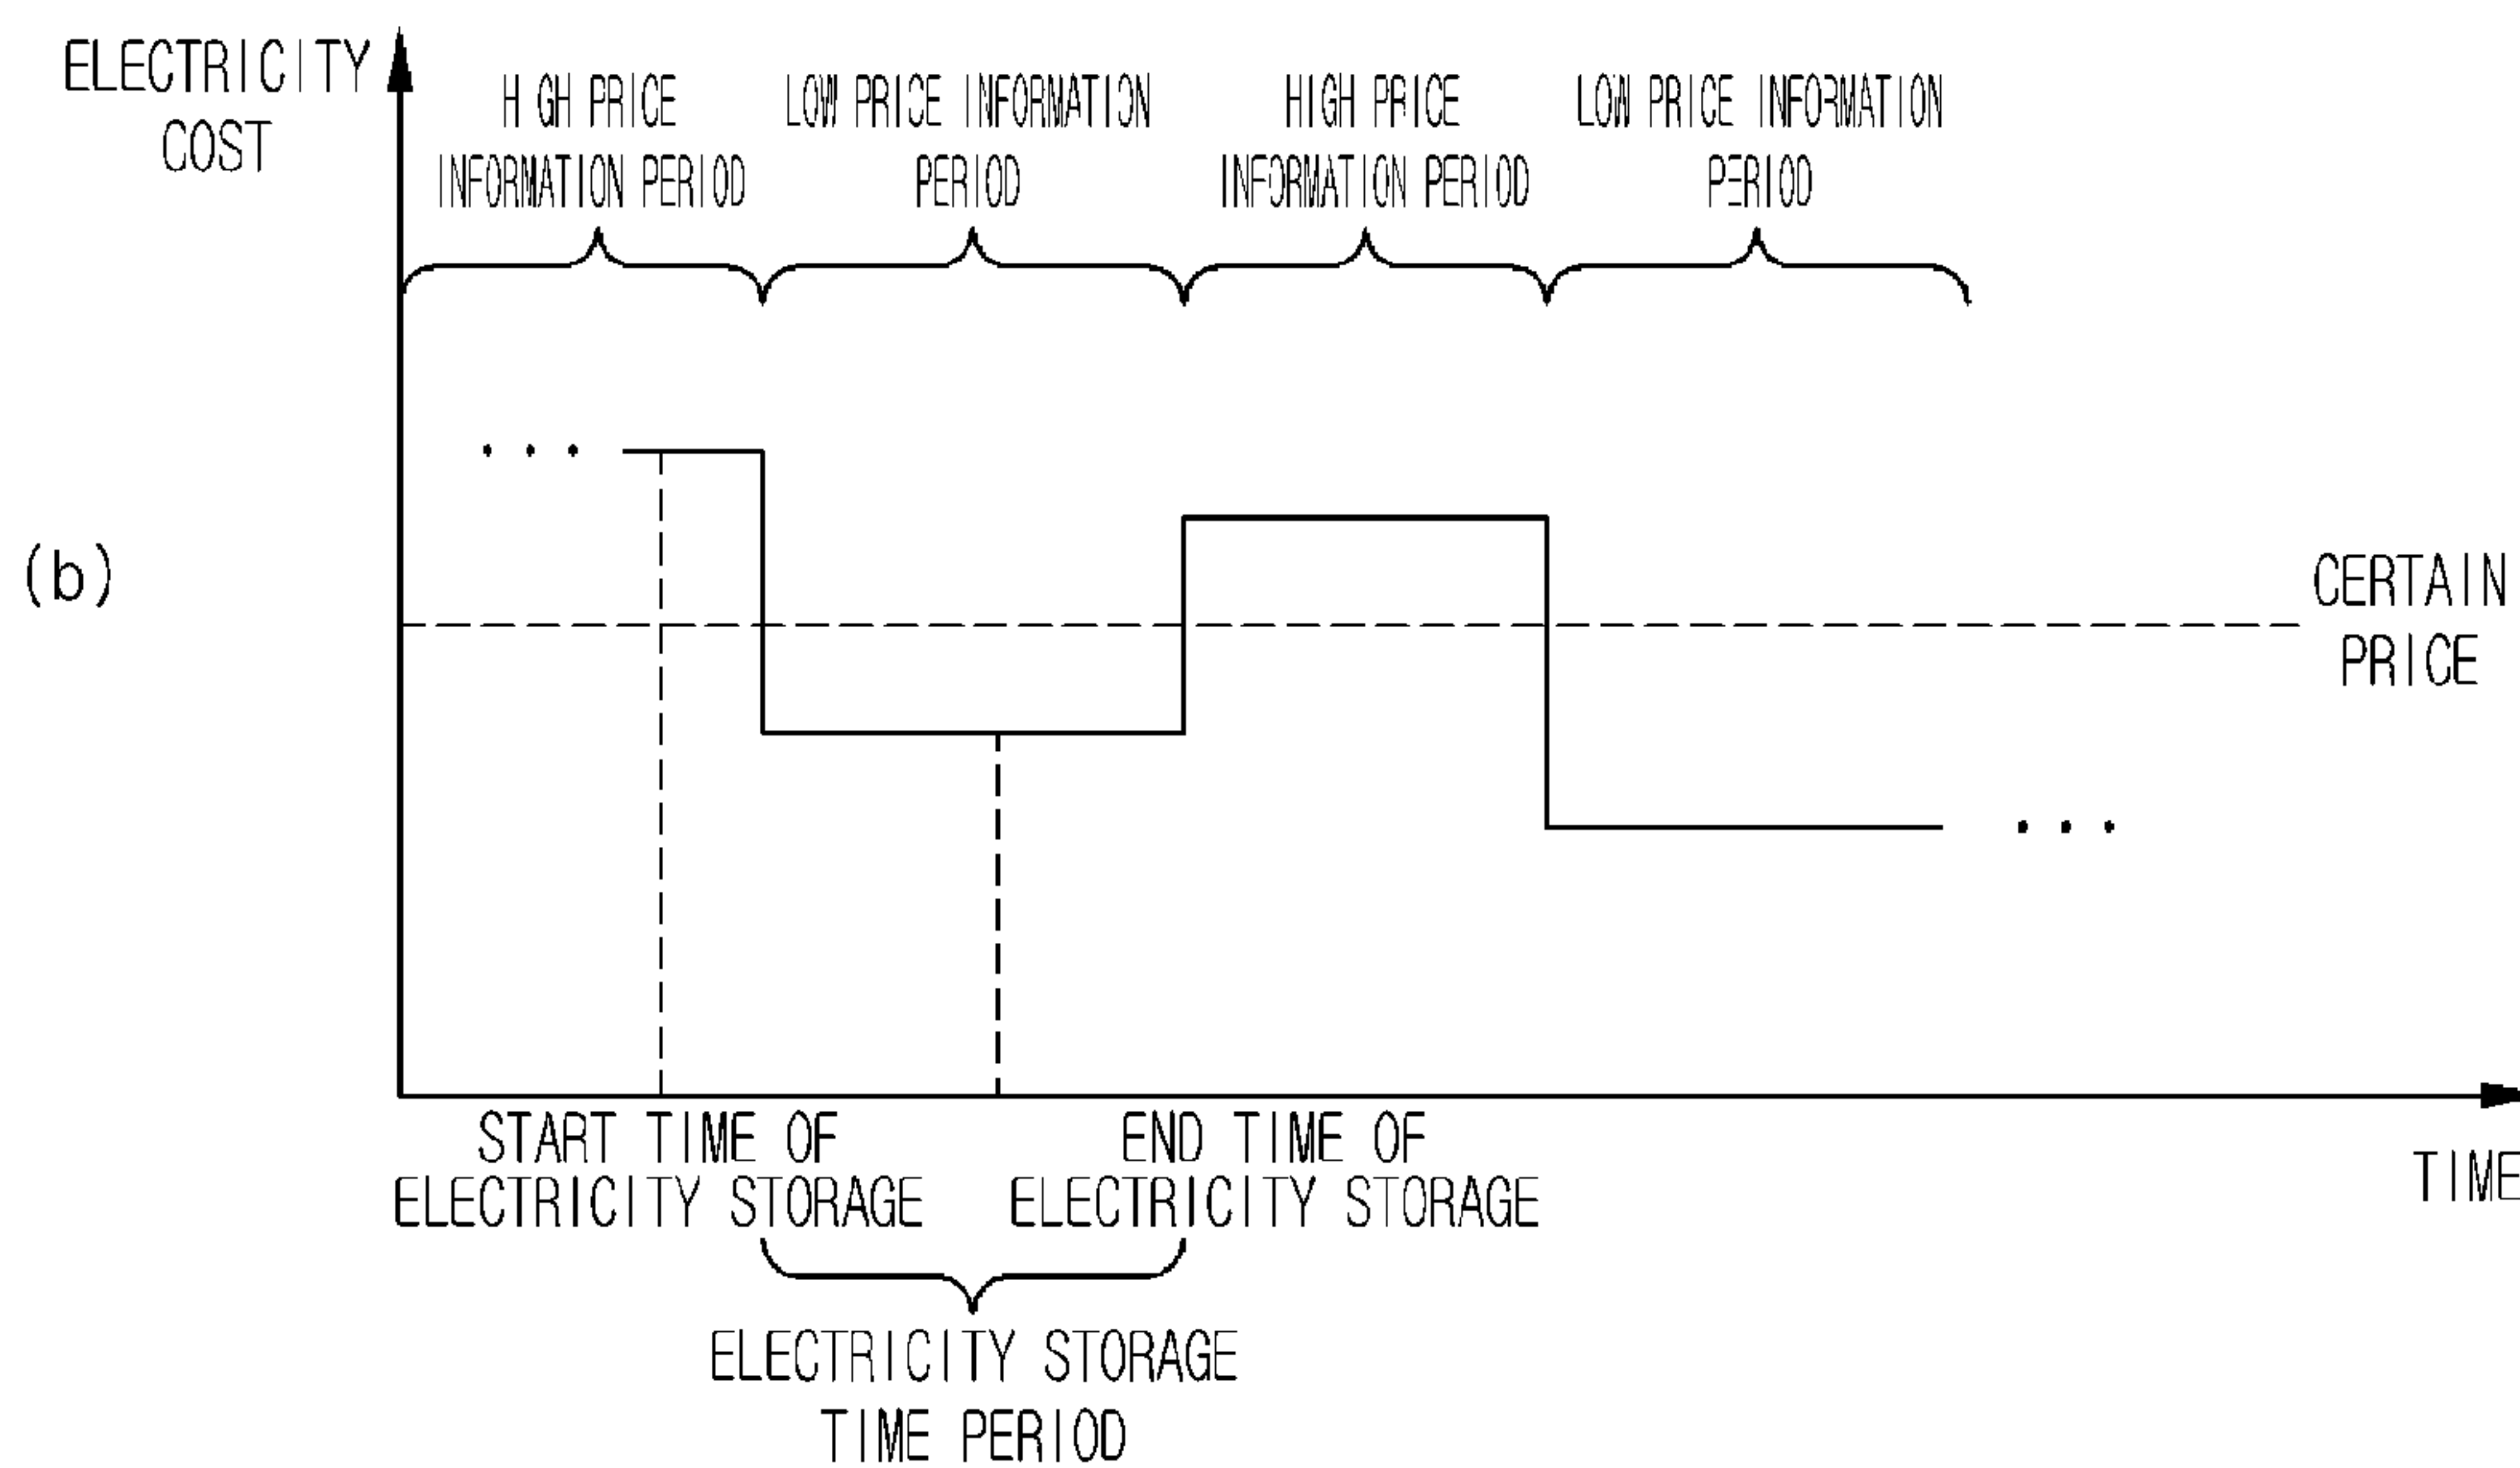 ELECTRICITY
COST
HIGH PRICE
INFORMATION PERIOD
LOW PRICE INFORMATION
PERIOD
HIGH PRICE
INFORMATION PERIOD
LOW PRICE INFORMATION
PERIOD
. . .
(b)
CERTAIN
PRICE
. . .
START TIME OF
ELECTRICITY STORAGE
END TIME OF
ELECTRICITY STORAGE
TIME
ELECTRICITY STORAGE
TIME PERIOD